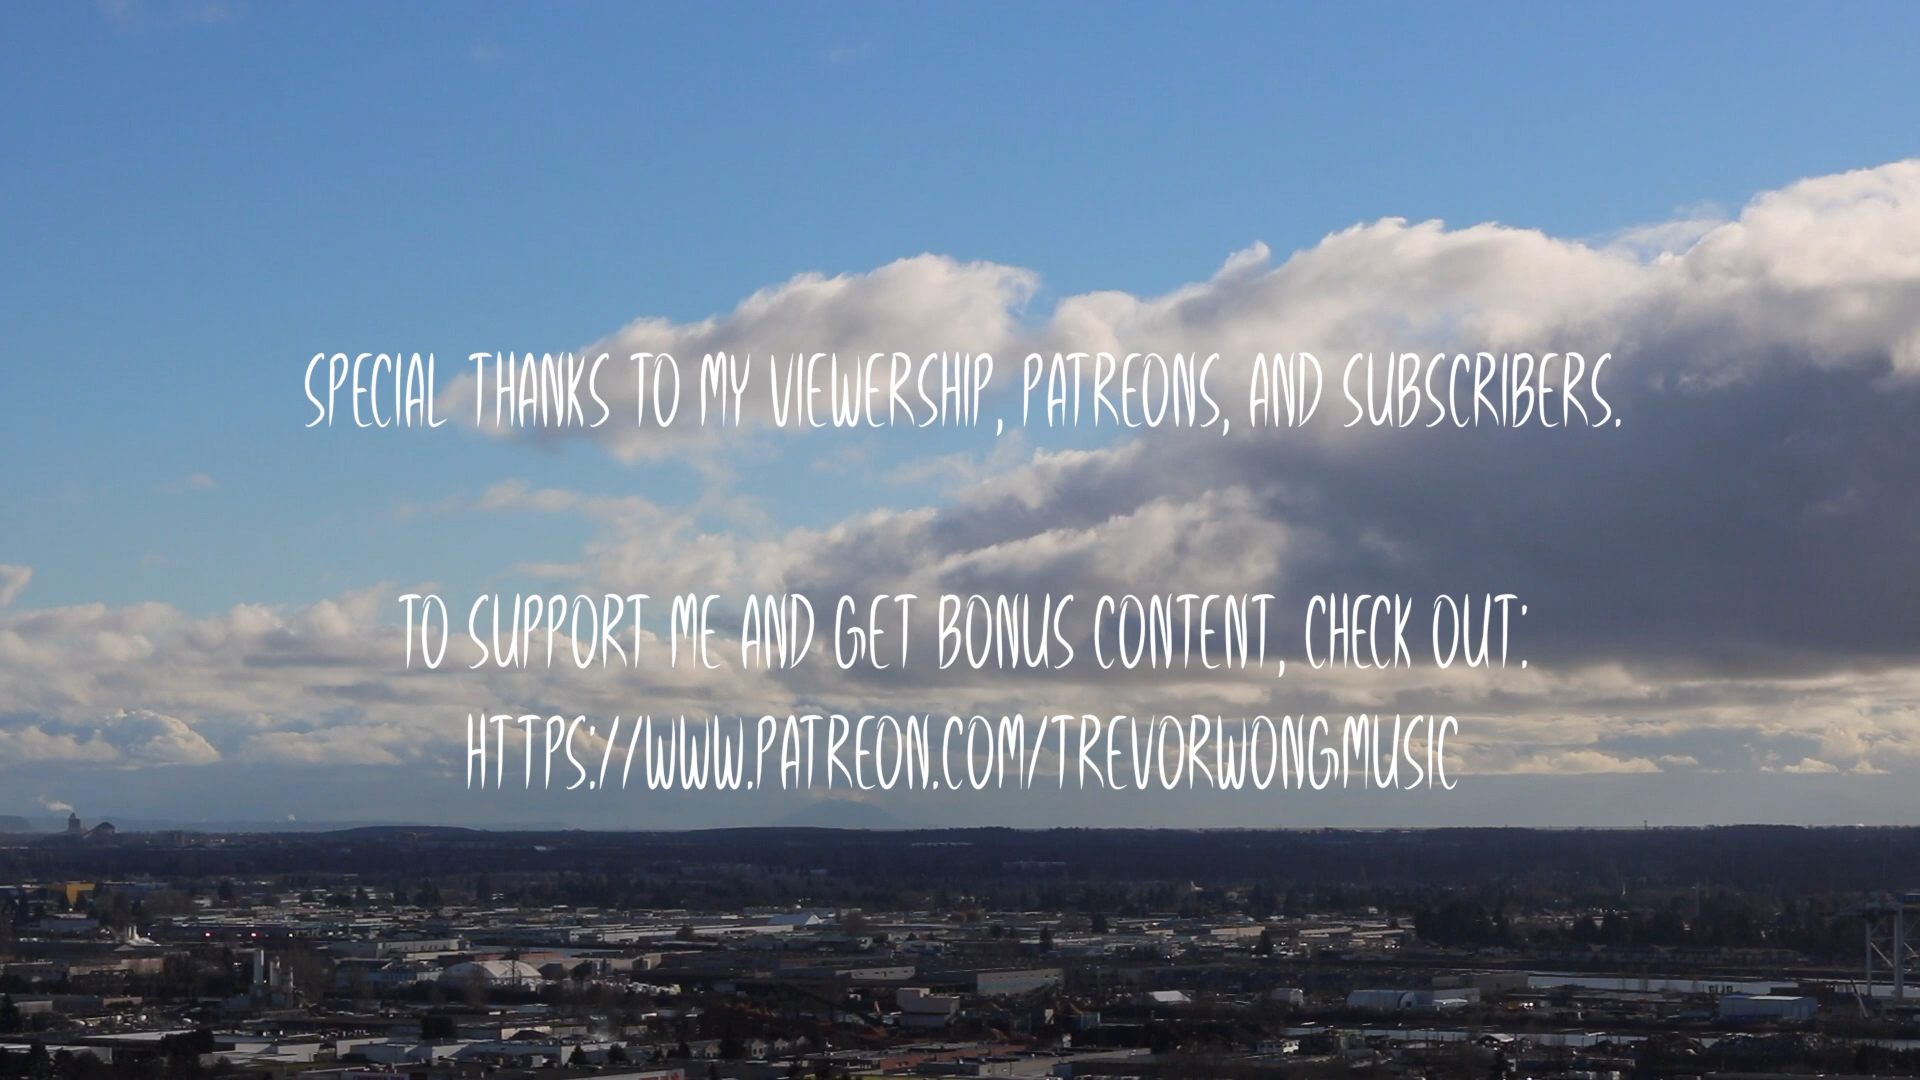 SPECIAL THANKS TO MY VIEWERSHIP, PATREONS, AND SUBSCRIBERS.
TO SUPPORT ME AND GET BONUS CONTENT, CHECK OUT:
HTTPS://WWW.PATREON.COM/TREVORWONGMUSIC